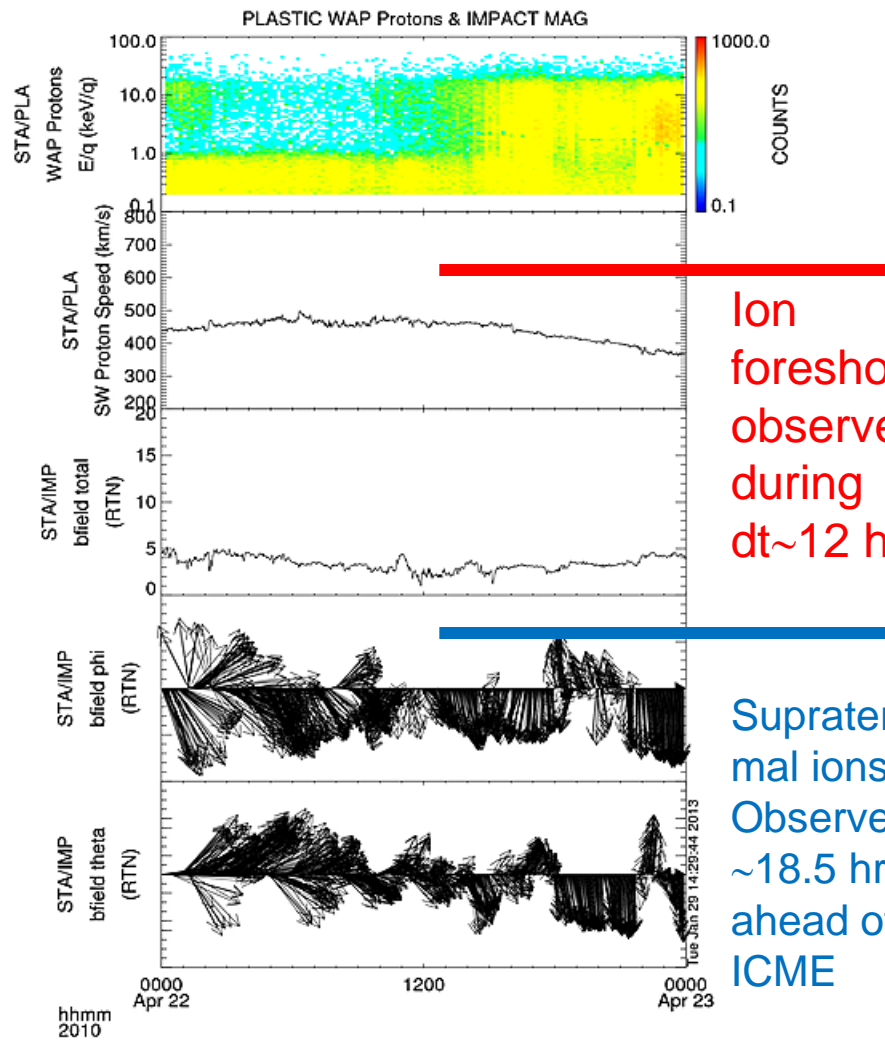 PLASTIC WAP Protons & IMPACT MAG
STA/PLA
WAP Protons
E/q (keV/q)
100.0
10.0
1.0
0.1
1000.0
0.1
COUNTS
STA/PLA
SW Proton Speed (km/s)
800
700
600
500
400
300
200
STA/IMP
bfield total
(RTN)
20
15
10
5
0
STA/IMP
bfield phi
(RTN)
STA/IMP
bfield theta
(RTN)
Tue Jan 29 14:29:44 2013
0000 1200 0000
Apr 22 Apr 23
hhmm
2010
Ion
foresho
observe
during
dt~12 h
Suprater
mal ions
Observe
~18.5 hr
ahead of
ICME